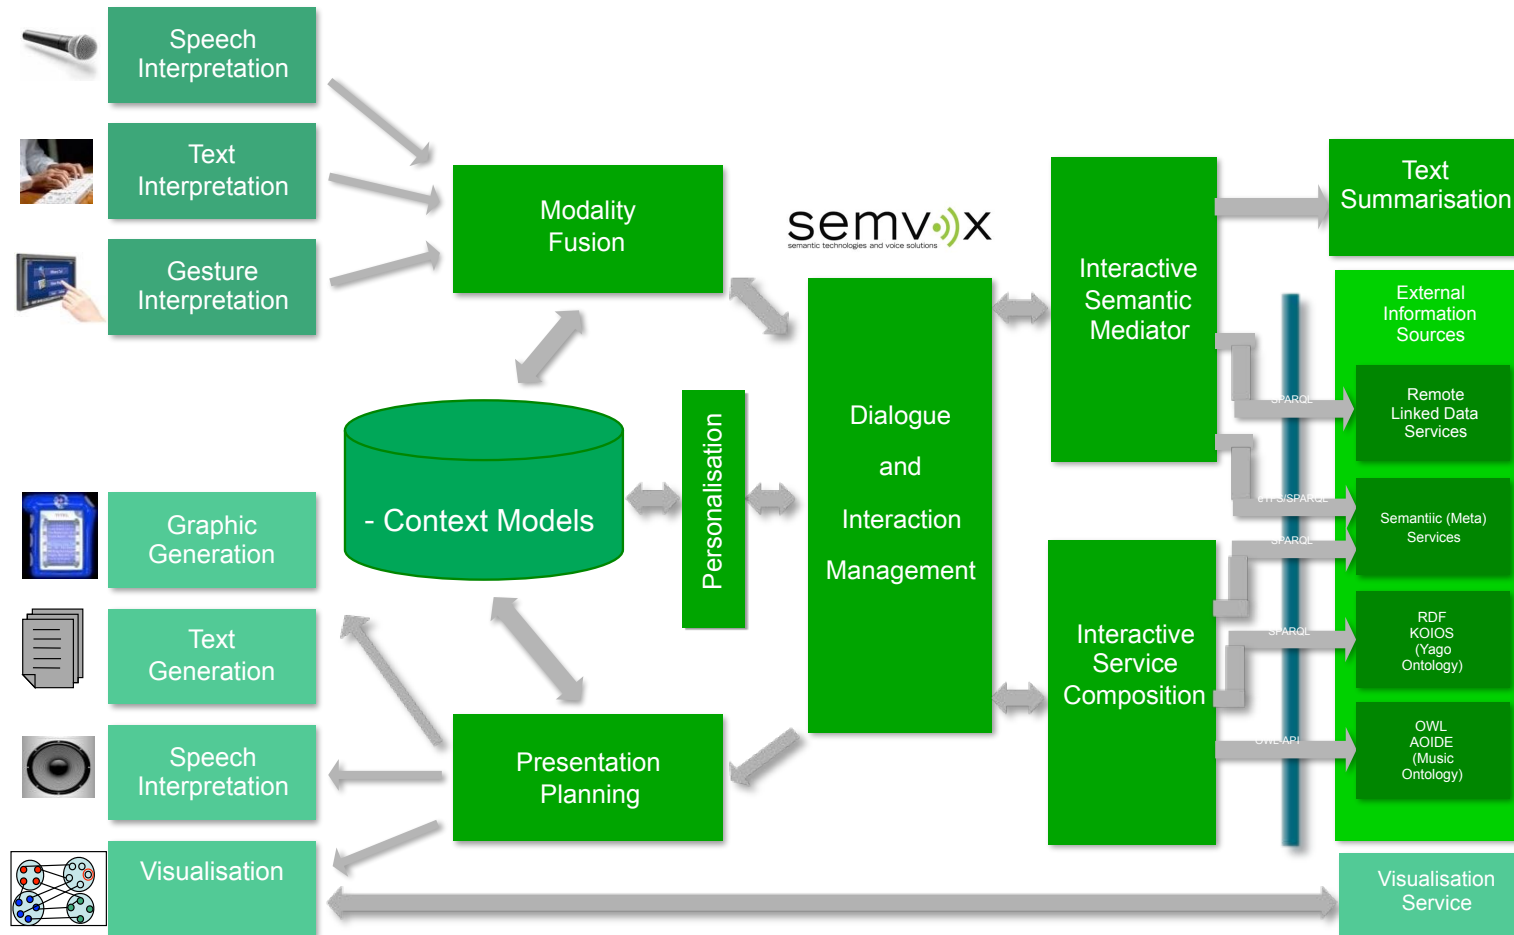 Speech
Interpretation
Text
Interpretation
Gesture
Interpretation
Modality
Fusion
semvox
semantic technologies and voice solutions
Interactive
Semantic
Mediator
Text
Summarisation
External
Information
Sources
SPARQL
Remote
Linked Data
Services
Dialogue
and
Interaction
Management
Personalisation
- Context Models
Graphic
Generation
Text
Generation
Speech
Interpretation
Visualisation
Presentation
Planning
Interactive
Service
Composition
Semantiic (Meta)
Services
SPARQL
SPARQL
RDF
KOIOS
(Yago
Ontology)
OWL-API
OWL
AOIDE
(Music
Ontology)
Visualisation
Service